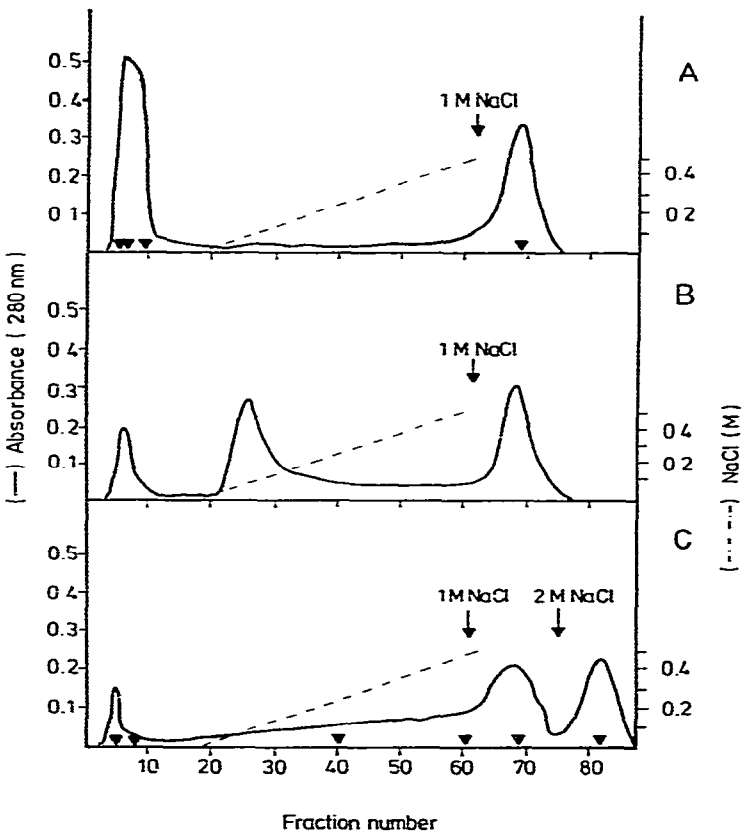 A
1 M NaCl
0.5
0.4
0.3
0.2
0 1
0.4
0 2
B
1 M NaCl
0.5
0 4
0.3
0.2
0.1
0 4
0 2
C
1 M NaCl
2 M NaCl
0.5
0 4
0.3
0.2
0.1
0.4
0.2
10
20
30
40
50
60
70
80
Fraction number
(—) Absorbance (280 nm)
(-----) NaCl (M)